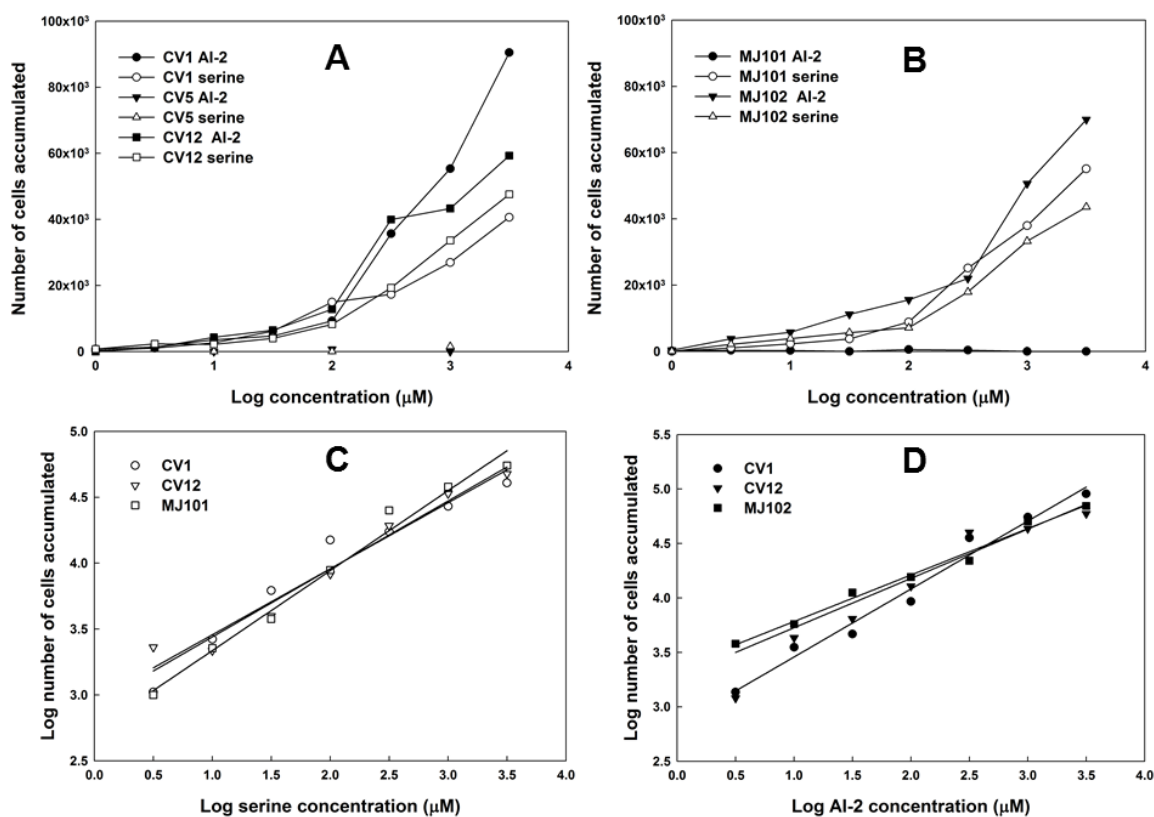 A
Number of cells accumulated
100x10³
80x10³
60x10³
40x10³
20x10³
0
CV1 AI-2
CV1 serine
CV5 AI-2
CV5 serine
CV12 AI-2
CV12 serine
0 1 2 3 4
Log concentration (μM)
B
Number of cells accumulated
100x10³
80x10³
60x10³
40x10³
20x10³
0
MJ101 AI-2
MJ101 serine
MJ102 AI-2
MJ102 serine
0 1 2 3 4
Log concentration (μM)
C
Log number of cells accumulated
5.0
4.5
4.0
3.5
3.0
2.5
CV1
CV12
MJ101
0.0 0.5 1.0 1.5 2.0 2.5 3.0 3.5 4.0
Log serine concentration (μM)
D
Log number of cells accumulated
5.5
5.0
4.5
4.0
3.5
3.0
2.5
CV1
CV12
MJ102
0.0 0.5 1.0 1.5 2.0 2.5 3.0 3.5 4.0
Log AI-2 concentration (μM)